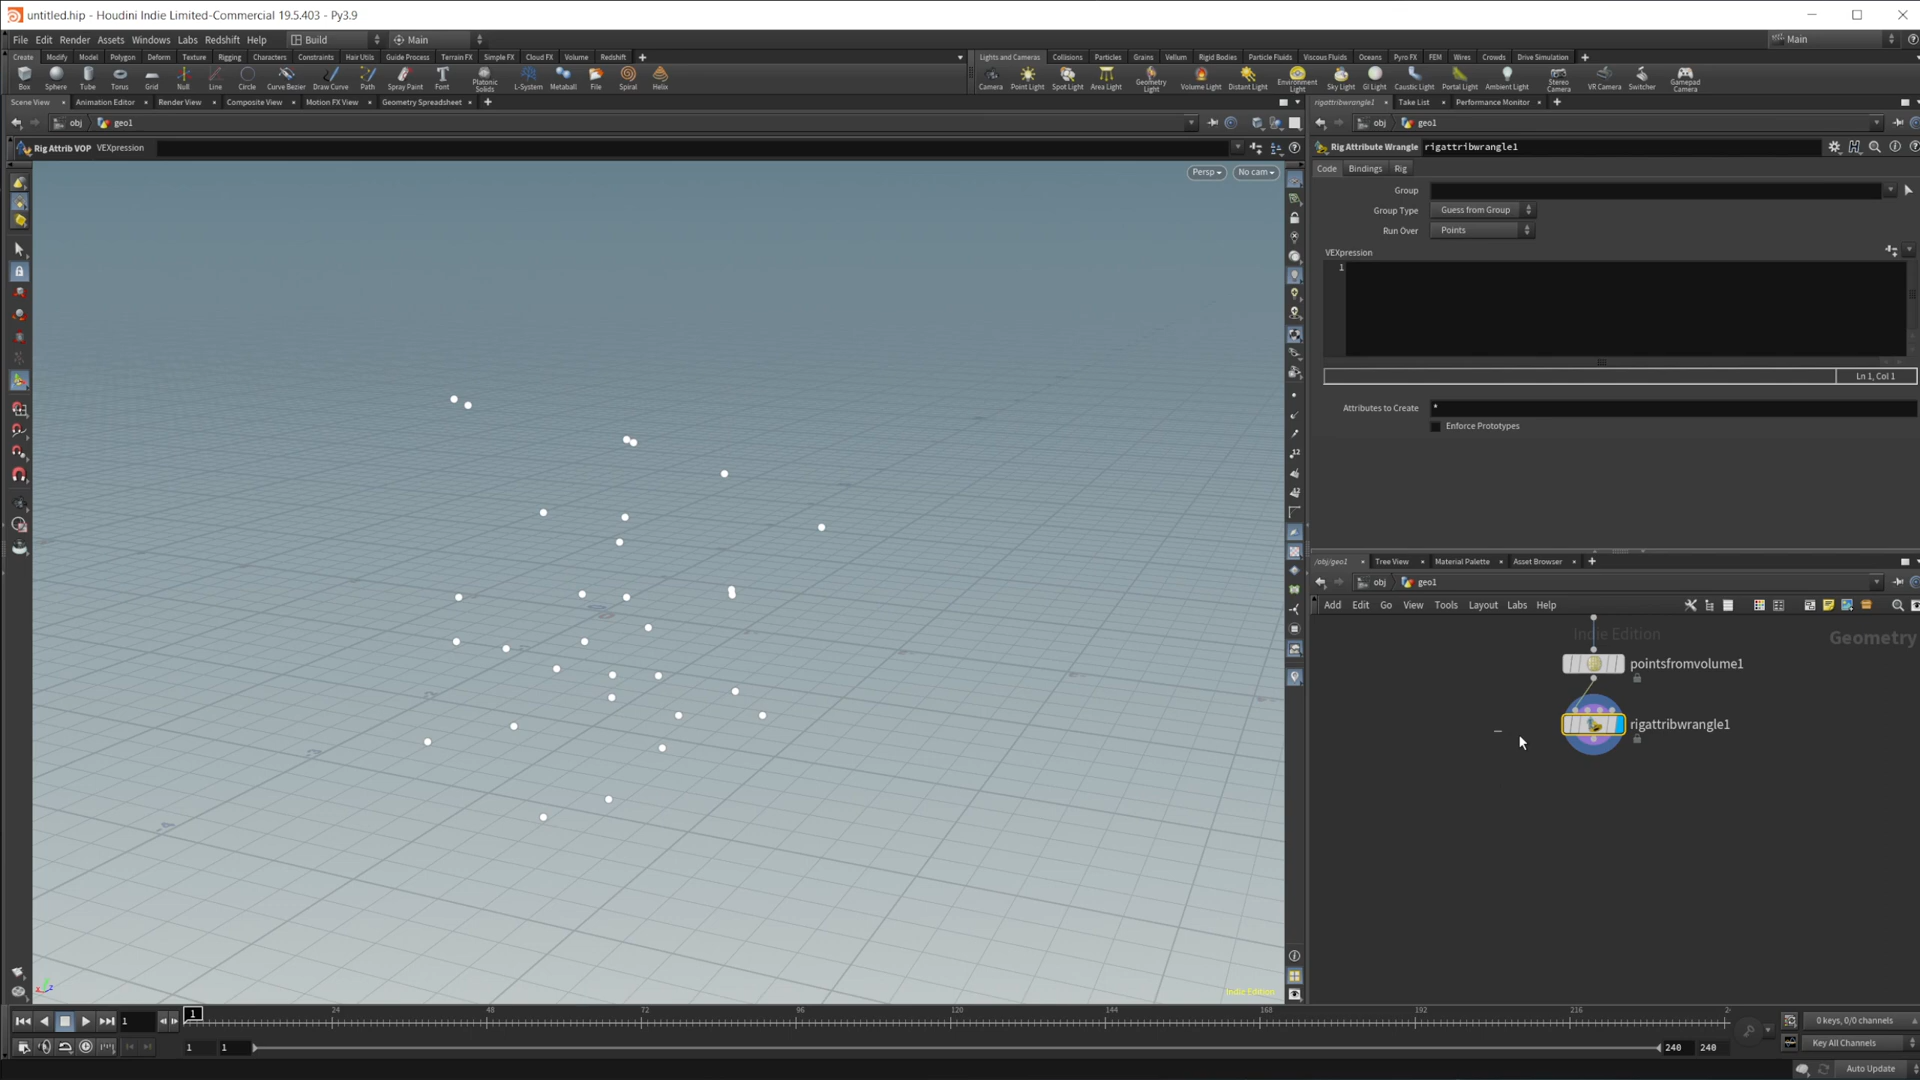 untitled.hip - Houdini Indie Limited-Commercial 19.5.403 - Py3.9
File Edit Render Assets Windows Labs Redshift Help Build Main Main
Create Modify Model Polygon Deform Texture Rigging Characters Constraints Hair Utils Guide Process Terrain FX Simple FX Cloud FX Volume Redshift
Lights and Cameras Collisions Particles Grains Vellum Rigid Bodies Particle Fluids Viscous Fluids Oceans Pyro FX FEM Wires Crowds Drive Simulation
Box Sphere Tube Torus Grid Null Line Circle Curve Bezier Draw Curve Path Spray Paint Font Platonic Solids L-System Metaball File Spiral Helix
Camera Point Light Spot Light Area Light Geometry Light Volume Light Distant Light Environment Light Sky Light GI Light Caustic Light Portal Light Ambient Light Stereo Camera VR Camera Switcher Gamepad Camera
Scene View Animation Editor Render View Composite View Motion FX View Geometry Spreadsheet
rigattribwrangle1 Take List Performance Monitor
obj geo1
obj geo1
Rig Attrib VOP VEXpression
Rig Attribute Wrangle rigattribwrangle1
Persp No cam
Code Bindings Rig
Group
Group Type Guess from Group
Run Over Points
VEXpression
1
Ln 1, Col 1
Attributes to Create *
Enforce Prototypes
/obj/geo1 Tree View Material Palette Asset Browser
obj geo1
Add Edit Go View Tools Layout Labs Help
Indie Edition
Geometry
pointsfromvolume1
rigattribwrangle1
Indie Edition
1
24 48 72 96 120 144 168 192 216
1
0 keys, 0/0 channels
1 1 240 240
Key All Channels
Auto Update